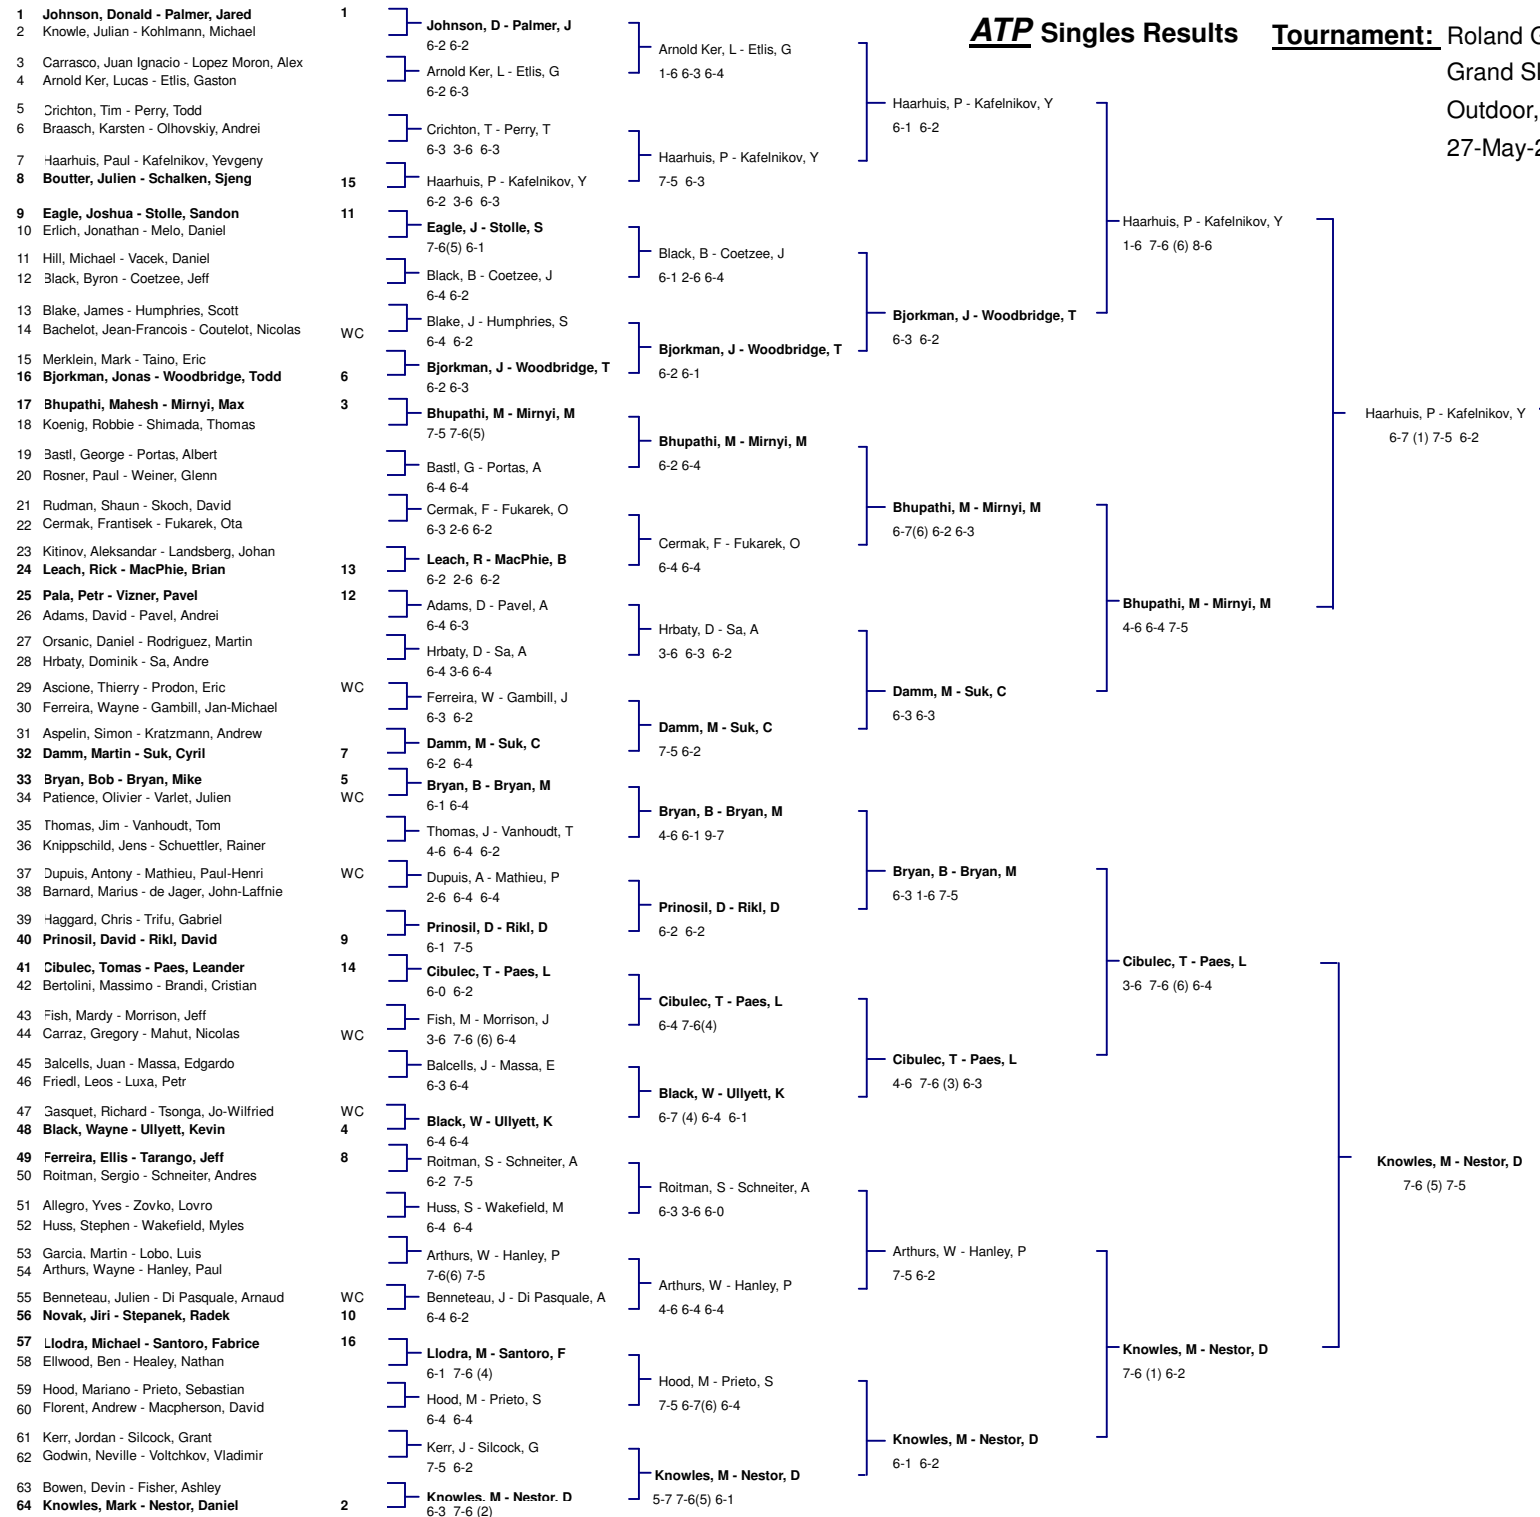 ATP Singles Results Tournament: Roland G
Grand Sl
Outdoor,
27-May-2
1 Johnson, Donald - Palmer, Jared 1
2 Knowle, Julian - Kohlmann, Michael
3 Carrasco, Juan Ignacio - Lopez Moron, Alex
4 Arnold Ker, Lucas - Etlis, Gaston
5 Crichton, Tim - Perry, Todd
6 Braasch, Karsten - Olhovskiy, Andrei
7 Haarhuis, Paul - Kafelnikov, Yevgeny
8 Boutter, Julien - Schalken, Sjeng 15
9 Eagle, Joshua - Stolle, Sandon 11
10 Erlich, Jonathan - Melo, Daniel
11 Hill, Michael - Vacek, Daniel
12 Black, Byron - Coetzee, Jeff
13 Blake, James - Humphries, Scott
14 Bachelot, Jean-Francois - Coutelot, Nicolas WC
15 Merklein, Mark - Taino, Eric
16 Bjorkman, Jonas - Woodbridge, Todd 6
17 Bhupathi, Mahesh - Mirnyi, Max 3
18 Koenig, Robbie - Shimada, Thomas
19 Bastl, George - Portas, Albert
20 Rosner, Paul - Weiner, Glenn
21 Rudman, Shaun - Skoch, David
22 Cermak, Frantisek - Fukarek, Ota
23 Kitinov, Aleksandar - Landsberg, Johan
24 Leach, Rick - MacPhie, Brian 13
25 Pala, Petr - Vizner, Pavel 12
26 Adams, David - Pavel, Andrei
27 Orsanic, Daniel - Rodriguez, Martin
28 Hrbaty, Dominik - Sa, Andre
29 Ascione, Thierry - Prodon, Eric WC
30 Ferreira, Wayne - Gambill, Jan-Michael
31 Aspelin, Simon - Kratzmann, Andrew
32 Damm, Martin - Suk, Cyril 7
33 Bryan, Bob - Bryan, Mike 5
34 Patience, Olivier - Varlet, Julien WC
35 Thomas, Jim - Vanhoudt, Tom
36 Knippschild, Jens - Schuettler, Rainer
37 Dupuis, Antony - Mathieu, Paul-Henri WC
38 Barnard, Marius - de Jager, John-Laffnie
39 Haggard, Chris - Trifu, Gabriel
40 Prinosil, David - Rikl, David 9
41 Cibulec, Tomas - Paes, Leander 14
42 Bertolini, Massimo - Brandi, Cristian
43 Fish, Mardy - Morrison, Jeff
44 Carraz, Gregory - Mahut, Nicolas WC
45 Balcells, Juan - Massa, Edgardo
46 Friedl, Leos - Luxa, Petr
47 Gasquet, Richard - Tsonga, Jo-Wilfried WC
48 Black, Wayne - Ullyett, Kevin 4
49 Ferreira, Ellis - Tarango, Jeff 8
50 Roitman, Sergio - Schneiter, Andres
51 Allegro, Yves - Zovko, Lovro
52 Huss, Stephen - Wakefield, Myles
53 Garcia, Martin - Lobo, Luis
54 Arthurs, Wayne - Hanley, Paul
55 Benneteau, Julien - Di Pasquale, Arnaud WC
56 Novak, Jiri - Stepanek, Radek 10
57 Llodra, Michael - Santoro, Fabrice 16
58 Ellwood, Ben - Healey, Nathan
59 Hood, Mariano - Prieto, Sebastian
60 Florent, Andrew - Macpherson, David
61 Kerr, Jordan - Silcock, Grant
62 Godwin, Neville - Voltchkov, Vladimir
63 Bowen, Devin - Fisher, Ashley
64 Knowles, Mark - Nestor, Daniel 2
Johnson, D - Palmer, J
6-2 6-2
Arnold Ker, L - Etlis, G
6-2 6-3
Crichton, T - Perry, T
6-3 3-6 6-3
Haarhuis, P - Kafelnikov, Y
6-2 3-6 6-3
Eagle, J - Stolle, S
7-6(5) 6-1
Black, B - Coetzee, J
6-4 6-2
Blake, J - Humphries, S
6-4 6-2
Bjorkman, J - Woodbridge, T
6-2 6-3
Bhupathi, M - Mirnyi, M
7-5 7-6(5)
Bastl, G - Portas, A
6-4 6-4
Cermak, F - Fukarek, O
6-3 2-6 6-2
Leach, R - MacPhie, B
6-2 2-6 6-2
Adams, D - Pavel, A
6-4 6-3
Hrbaty, D - Sa, A
6-4 3-6 6-4
Ferreira, W - Gambill, J
6-3 6-2
Damm, M - Suk, C
6-2 6-4
Bryan, B - Bryan, M
6-1 6-4
Thomas, J - Vanhoudt, T
4-6 6-4 6-2
Dupuis, A - Mathieu, P
2-6 6-4 6-4
Prinosil, D - Rikl, D
6-1 7-5
Cibulec, T - Paes, L
6-0 6-2
Fish, M - Morrison, J
3-6 7-6 (6) 6-4
Balcells, J - Massa, E
6-3 6-4
Black, W - Ullyett, K
6-4 6-4
Roitman, S - Schneiter, A
6-2 7-5
Huss, S - Wakefield, M
6-4 6-4
Arthurs, W - Hanley, P
7-6(6) 7-5
Benneteau, J - Di Pasquale, A
6-4 6-2
Llodra, M - Santoro, F
6-1 7-6 (4)
Hood, M - Prieto, S
6-4 6-4
Kerr, J - Silcock, G
7-5 6-2
Knowles, M - Nestor, D
6-3 7-6 (2)
Arnold Ker, L - Etlis, G
1-6 6-3 6-4
Haarhuis, P - Kafelnikov, Y
7-5 6-3
Black, B - Coetzee, J
6-1 2-6 6-4
Bjorkman, J - Woodbridge, T
6-2 6-1
Bhupathi, M - Mirnyi, M
6-2 6-4
Cermak, F - Fukarek, O
6-4 6-4
Hrbaty, D - Sa, A
3-6 6-3 6-2
Damm, M - Suk, C
7-5 6-2
Bryan, B - Bryan, M
4-6 6-1 9-7
Prinosil, D - Rikl, D
6-2 6-2
Cibulec, T - Paes, L
6-4 7-6(4)
Black, W - Ullyett, K
6-7 (4) 6-4 6-1
Roitman, S - Schneiter, A
6-3 3-6 6-0
Arthurs, W - Hanley, P
4-6 6-4 6-4
Hood, M - Prieto, S
7-5 6-7(6) 6-4
Knowles, M - Nestor, D
5-7 7-6(5) 6-1
Haarhuis, P - Kafelnikov, Y
6-1 6-2
Bjorkman, J - Woodbridge, T
6-3 6-2
Bhupathi, M - Mirnyi, M
6-7(6) 6-2 6-3
Damm, M - Suk, C
6-3 6-3
Bryan, B - Bryan, M
6-3 1-6 7-5
Cibulec, T - Paes, L
4-6 7-6 (3) 6-3
Arthurs, W - Hanley, P
7-5 6-2
Knowles, M - Nestor, D
6-1 6-2
Haarhuis, P - Kafelnikov, Y
1-6 7-6 (6) 8-6
Bhupathi, M - Mirnyi, M
4-6 6-4 7-5
Cibulec, T - Paes, L
3-6 7-6 (6) 6-4
Knowles, M - Nestor, D
7-6 (1) 6-2
Haarhuis, P - Kafelnikov, Y
6-7 (1) 7-5 6-2
Knowles, M - Nestor, D
7-6 (5) 7-5